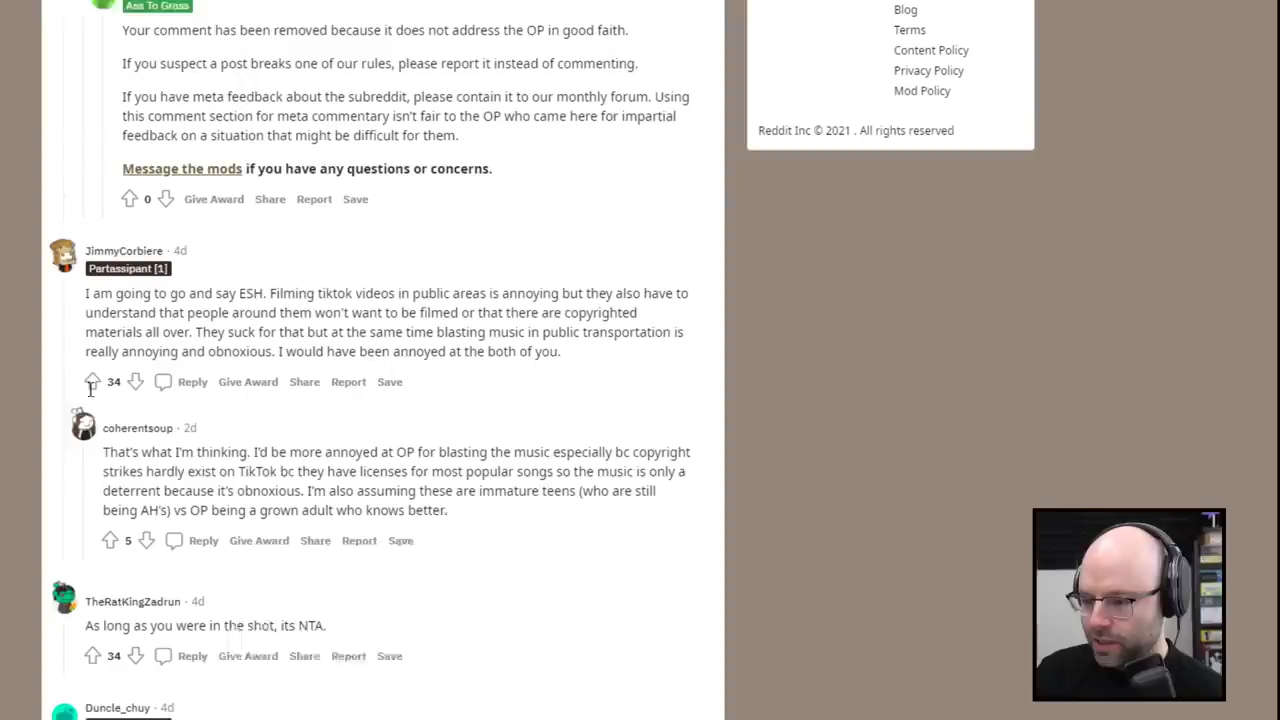 Ass To Grass
Your comment has been removed because it does not address the OP in good faith.
If you suspect a post breaks one of our rules, please report it instead of commenting.
If you have meta feedback about the subreddit, please contain it to our monthly forum. Using
this comment section for meta commentary isn't fair to the OP who came here for impartial
feedback on a situation that might be difficult for them.
Message the mods if you have any questions or concerns.
0 Give Award Share Report Save
JimmyCorbiere · 4d
Partassipant [1]
I am going to go and say ESH. Filming tiktok videos in public areas is annoying but they also have to
understand that people around them won't want to be filmed or that there are copyrighted
materials all over. They suck for that but at the same time blasting music in public transportation is
really annoying and obnoxious. I would have been annoyed at the both of you.
34 Reply Give Award Share Report Save
coherentsoup · 2d
That's what I'm thinking. I'd be more annoyed at OP for blasting the music especially bc copyright
strikes hardly exist on TikTok bc they have licenses for most popular songs so the music is only a
deterrent because it's obnoxious. I'm also assuming these are immature teens (who are still
being AH's) vs OP being a grown adult who knows better.
5 Reply Give Award Share Report Save
TheRatKingZadrun · 4d
As long as you were in the shot, its NTA.
34 Reply Give Award Share Report Save
Duncle_chuy · 4d
Blog
Terms
Content Policy
Privacy Policy
Mod Policy
Reddit Inc © 2021 . All rights reserved